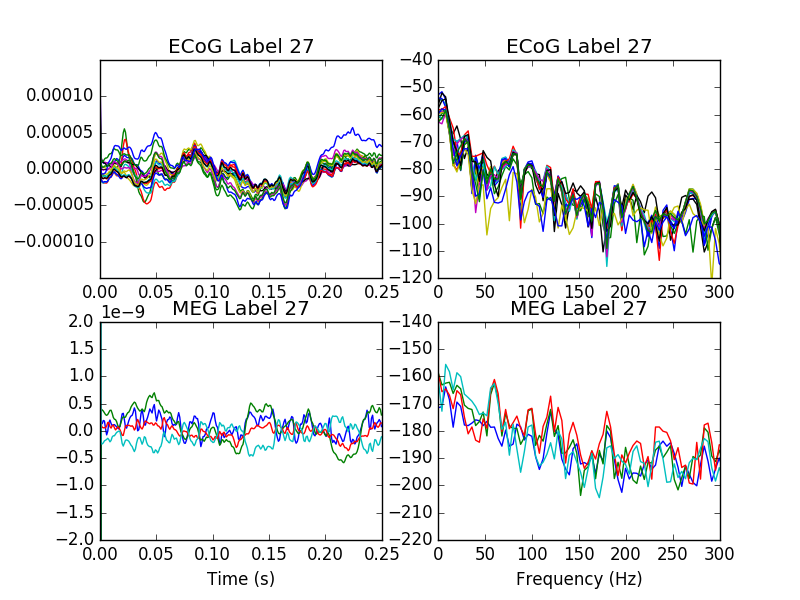 ECoG Label 27
0.00010
0.00005
0.00000
−0.00005
−0.00010
0.00 0.05 0.10 0.15 0.20 0.25
ECoG Label 27
−40
−50
−60
−70
−80
−90
−100
−110
−120
0 50 100 150 200 250 300
MEG Label 27
1e−9
2.0
1.5
1.0
0.5
0.0
−0.5
−1.0
−1.5
−2.0
0.00 0.05 0.10 0.15 0.20 0.25
Time (s)
MEG Label 27
−140
−150
−160
−170
−180
−190
−200
−210
−220
0 50 100 150 200 250 300
Frequency (Hz)